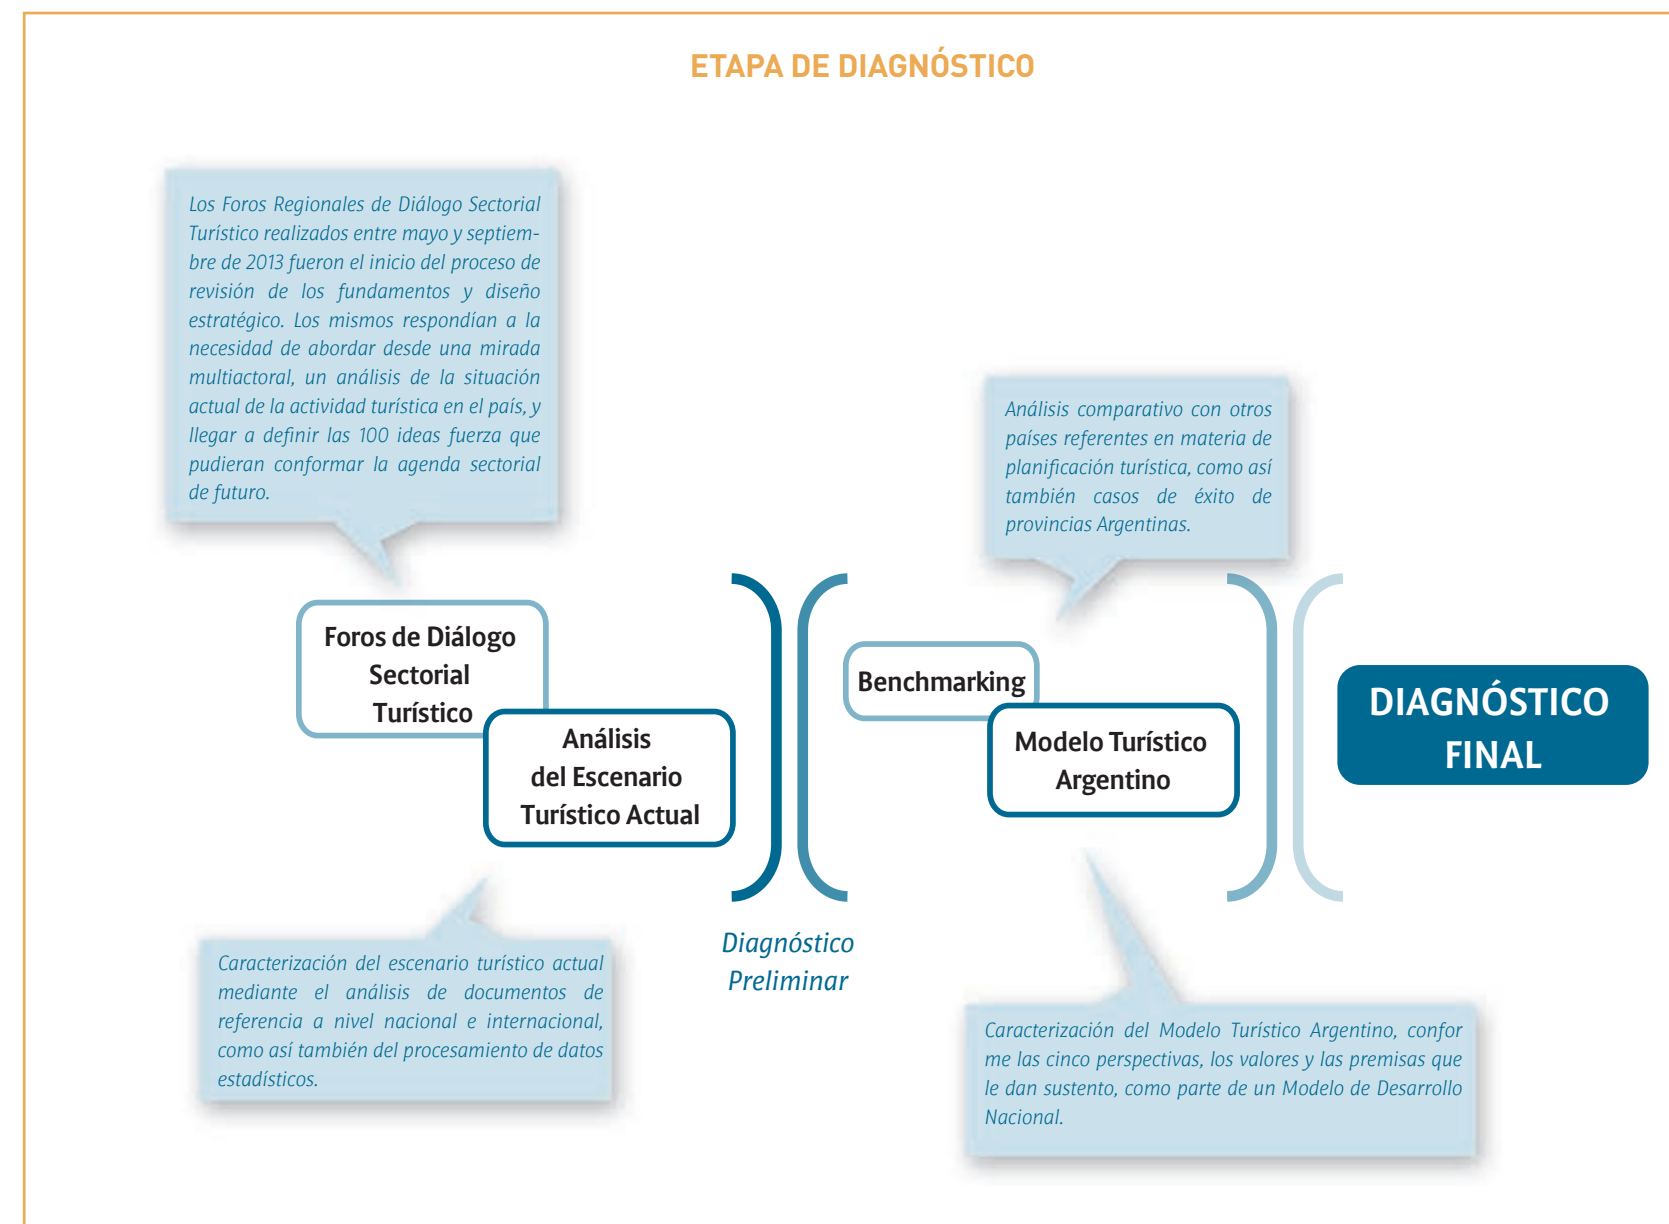 ETAPA DE DIAGNÓSTICO
Los Foros Regionales de Diálogo Sectorial
Turístico realizados entre mayo y septiem-
bre de 2013 fueron el inicio del proceso de
revisión de los fundamentos y diseño
estratégico. Los mismos respondían a la
necesidad de abordar desde una mirada
multiactoral, un análisis de la situación
actual de la actividad turística en el país, y
llegar a definir las 100 ideas fuerza que
pudieran conformar la agenda sectorial
de futuro.
Análisis comparativo con otros
países referentes en materia de
planificación turística, como así
también casos de éxito de
provincias Argentinas.
Foros de Diálogo
Sectorial
Turístico
Análisis
del Escenario
Turístico Actual
Benchmarking
Modelo Turístico
Argentino
DIAGNÓSTICO
FINAL
Diagnóstico
Preliminar
Caracterización del escenario turístico actual
mediante el análisis de documentos de
referencia a nivel nacional e internacional,
como así también del procesamiento de datos
estadísticos.
Caracterización del Modelo Turístico Argentino, confor
me las cinco perspectivas, los valores y las premisas que
le dan sustento, como parte de un Modelo de Desarrollo
Nacional.